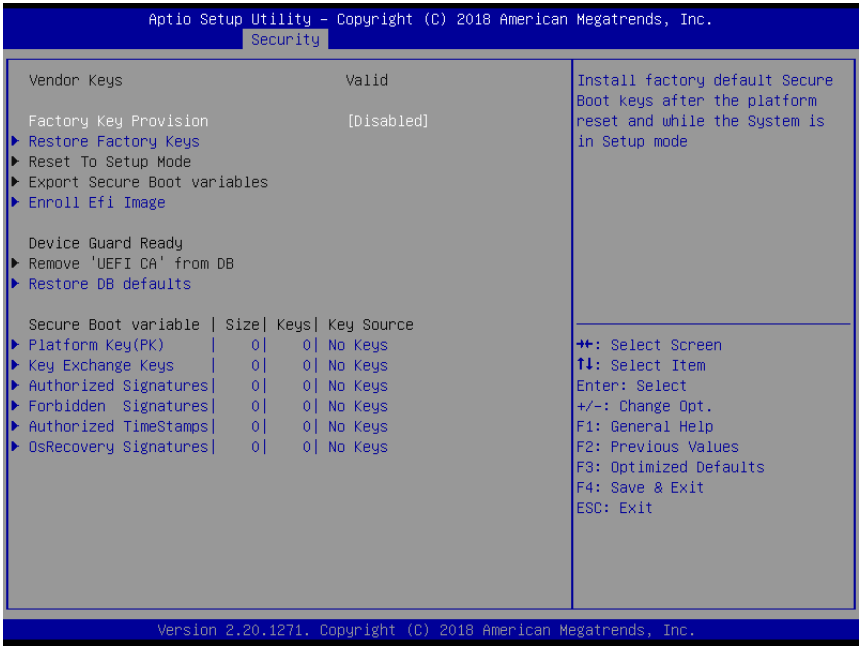 Aptio Setup Utility – Copyright (C) 2018 American Megatrends, Inc.
Security
Vendor Keys Valid
Factory Key Provision [Disabled]
Restore Factory Keys
Reset To Setup Mode
Export Secure Boot variables
Enroll Efi Image
Device Guard Ready
Remove 'UEFI CA' from DB
Restore DB defaults
Secure Boot variable | Size| Keys| Key Source
Platform Key(PK) | 0| 0| No Keys
Key Exchange Keys | 0| 0| No Keys
Authorized Signatures| 0| 0| No Keys
Forbidden Signatures| 0| 0| No Keys
Authorized TimeStamps| 0| 0| No Keys
OsRecovery Signatures| 0| 0| No Keys
Install factory default Secure
Boot keys after the platform
reset and while the System is
in Setup mode
→←: Select Screen
↑↓: Select Item
Enter: Select
+/-: Change Opt.
F1: General Help
F2: Previous Values
F3: Optimized Defaults
F4: Save & Exit
ESC: Exit
Version 2.20.1271. Copyright (C) 2018 American Megatrends, Inc.